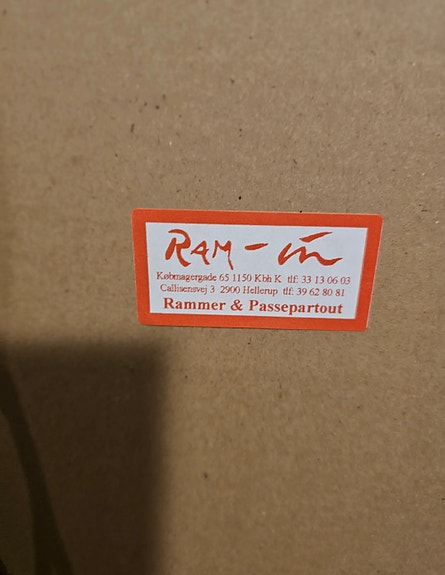 RAM-in
Købmagergade 65 1150 Kbh K tlf: 33 13 06 03
Callisensvej 3 2900 Hellerup tlf: 39 62 80 81
Rammer & Passepartout